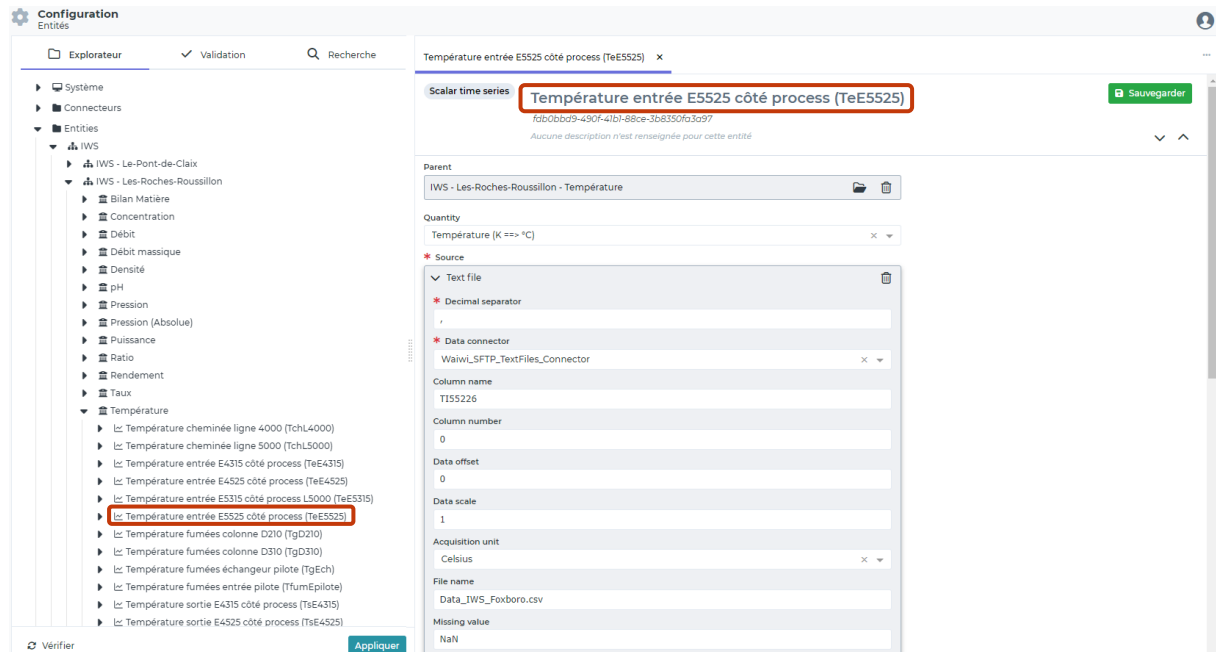 Configuration
Entités
Explorateur
Validation
Recherche
Système
Connecteurs
Entities
IWS
IWS - Le-Pont-de-Claix
IWS - Les-Roches-Roussillon
Bilan Matière
Concentration
Débit
Débit massique
Densité
pH
Pression
Pression (Absolue)
Puissance
Ratio
Rendement
Taux
Température
Température cheminée ligne 4000 (TchL4000)
Température cheminée ligne 5000 (TchL5000)
Température entrée E4315 côté process (TeE4315)
Température entrée E4525 côté process (TeE4525)
Température entrée E5315 côté process L5000 (TeE5315)
Température entrée E5525 côté process (TeE5525)
Température fumées colonne D210 (TgD210)
Température fumées colonne D310 (TgD310)
Température fumées échangeur pilote (TgEch)
Température fumées entrée pilote (TfumEpilote)
Température sortie E4315 côté process (TsE4315)
Température sortie E4525 côté process (TsE4525)
Vérifier
Appliquer
Température entrée E5525 côté process (TeE5525) ×
Scalar time series
Température entrée E5525 côté process (TeE5525)
Sauvegarder
fdb0bbd9-490f-41b1-88ce-3b8350fa3a97
Aucune description n'est renseignée pour cette entité
Parent
IWS - Les-Roches-Roussillon - Température
Quantity
Température (K ==> °C)
* Source
Text file
* Decimal separator
,
* Data connector
Waiwi_SFTP_TextFiles_Connector
Column name
TI55226
Column number
0
Data offset
0
Data scale
1
Acquisition unit
Celsius
File name
Data_IWS_Foxboro.csv
Missing value
NaN